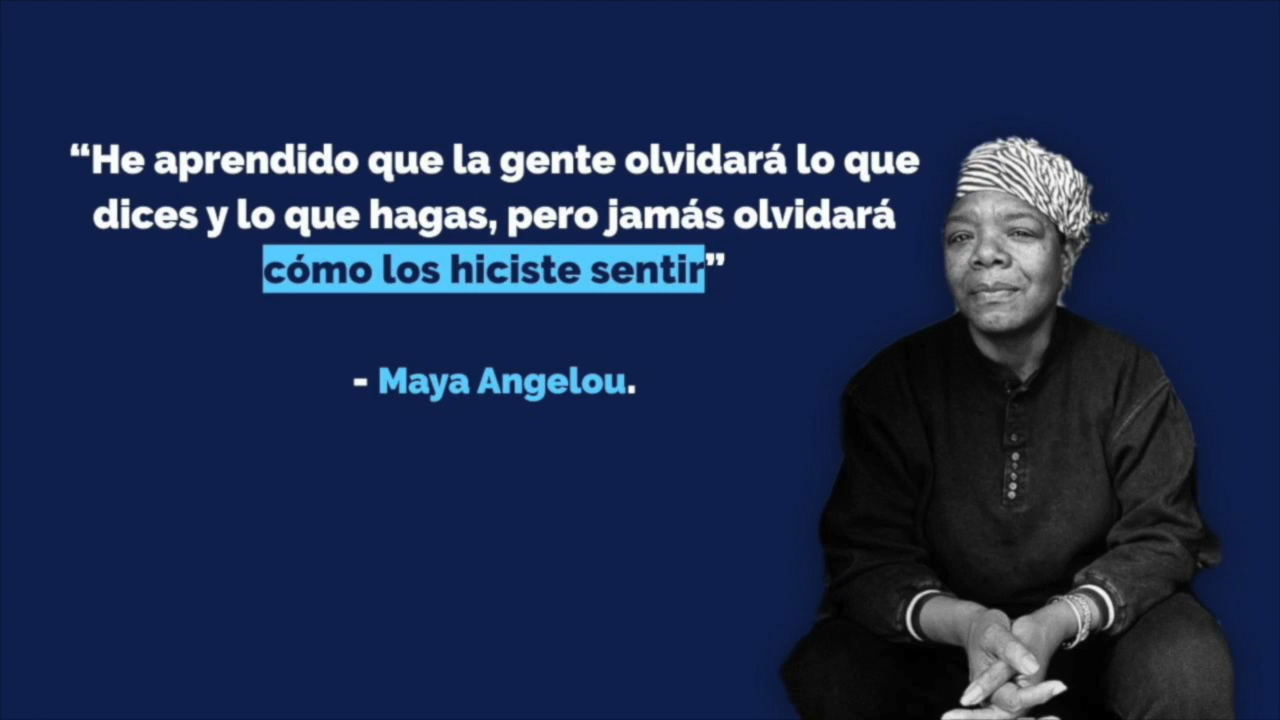 “He aprendido que la gente olvidará lo que
dices y lo que hagas, pero jamás olvidará
cómo los hiciste sentir”
- Maya Angelou.